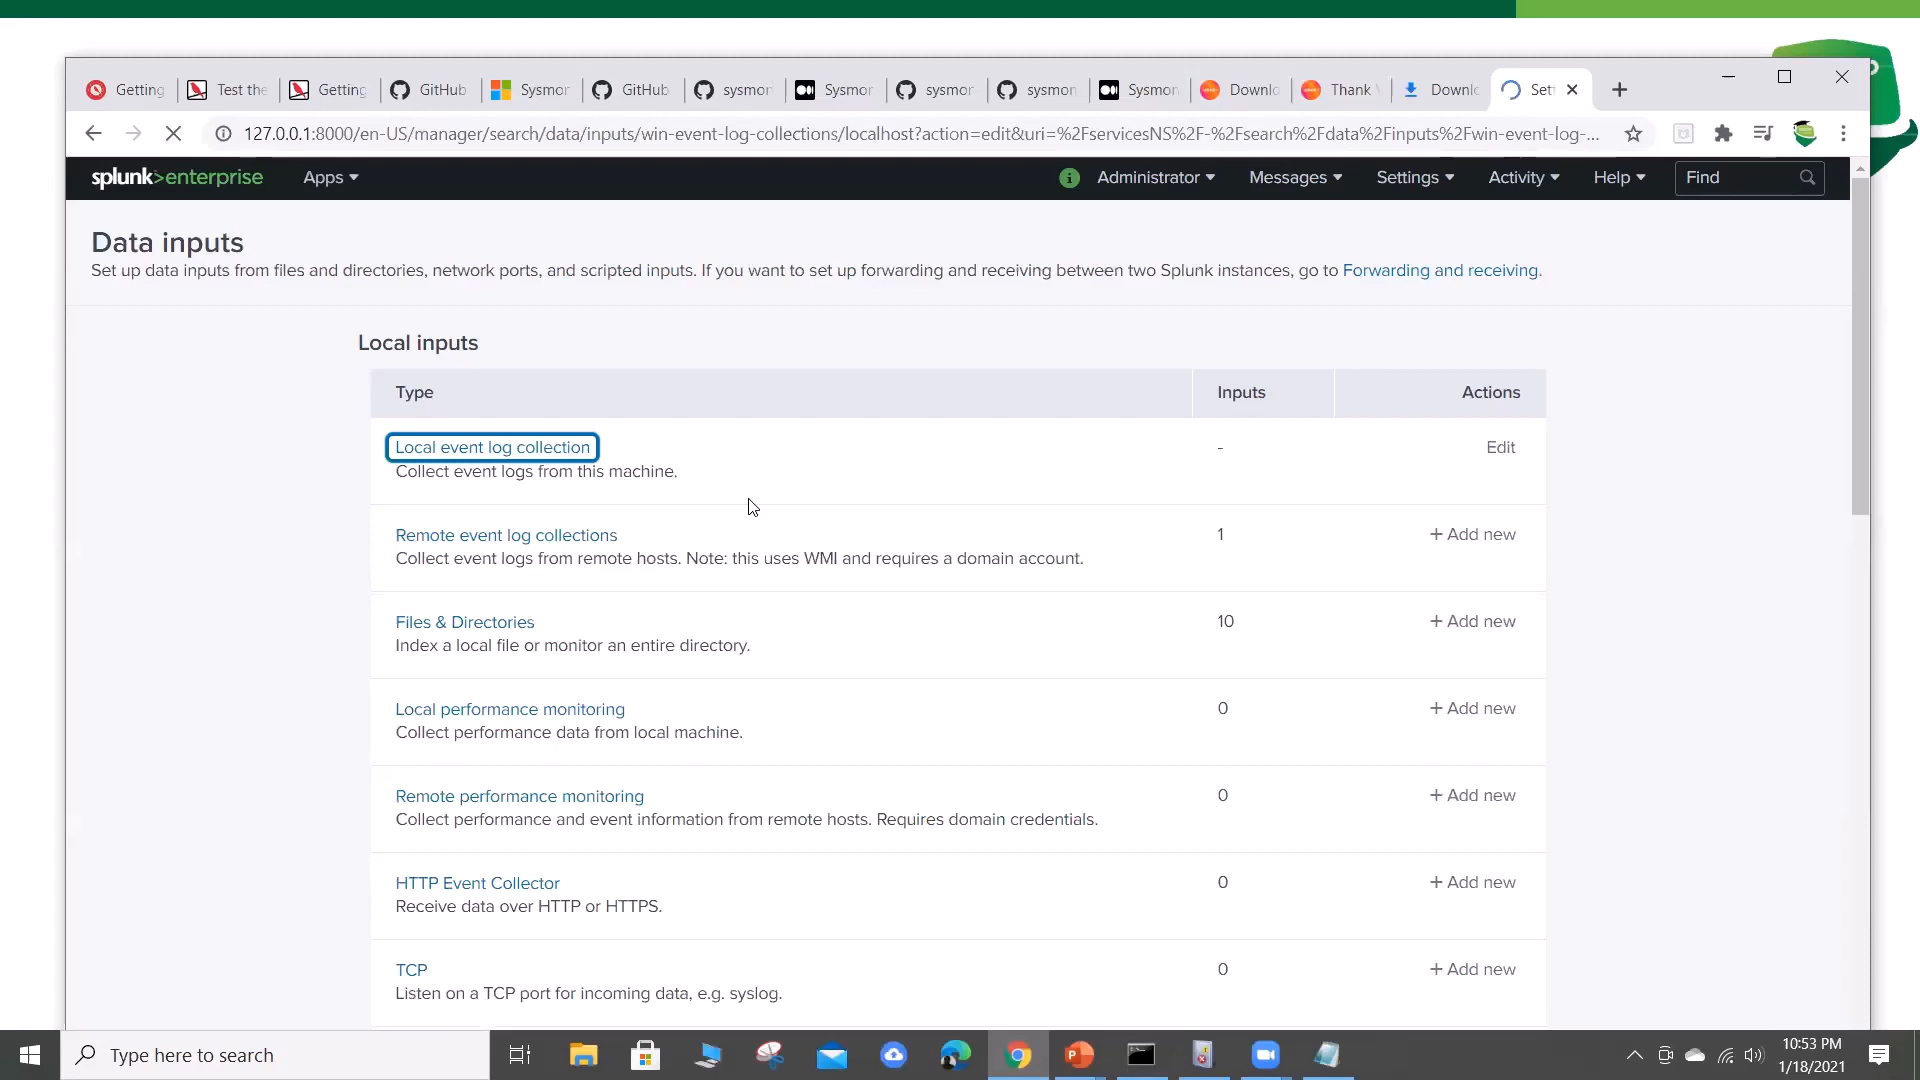 Getting
Test the
Getting
GitHub
Sysmon
GitHub
sysmon
Sysmon
sysmon
sysmon
Sysmon
Downlo
Thank
Downlo
Set
127.0.0.1:8000/en-US/manager/search/data/inputs/win-event-log-collections/localhost?action=edit&uri=%2FservicesNS%2F-%2Fsearch%2Fdata%2Finputs%2Fwin-event-log-...
splunk>enterprise
Apps
Administrator
Messages
Settings
Activity
Help
Find
Data inputs
Set up data inputs from files and directories, network ports, and scripted inputs. If you want to set up forwarding and receiving between two Splunk instances, go to Forwarding and receiving.
Local inputs
Type
Inputs
Actions
Local event log collection
-
Edit
Collect event logs from this machine.
Remote event log collections
1
+ Add new
Collect event logs from remote hosts. Note: this uses WMI and requires a domain account.
Files & Directories
10
+ Add new
Index a local file or monitor an entire directory.
Local performance monitoring
0
+ Add new
Collect performance data from local machine.
Remote performance monitoring
0
+ Add new
Collect performance and event information from remote hosts. Requires domain credentials.
HTTP Event Collector
0
+ Add new
Receive data over HTTP or HTTPS.
TCP
0
+ Add new
Listen on a TCP port for incoming data, e.g. syslog.
Type here to search
10:53 PM
1/18/2021